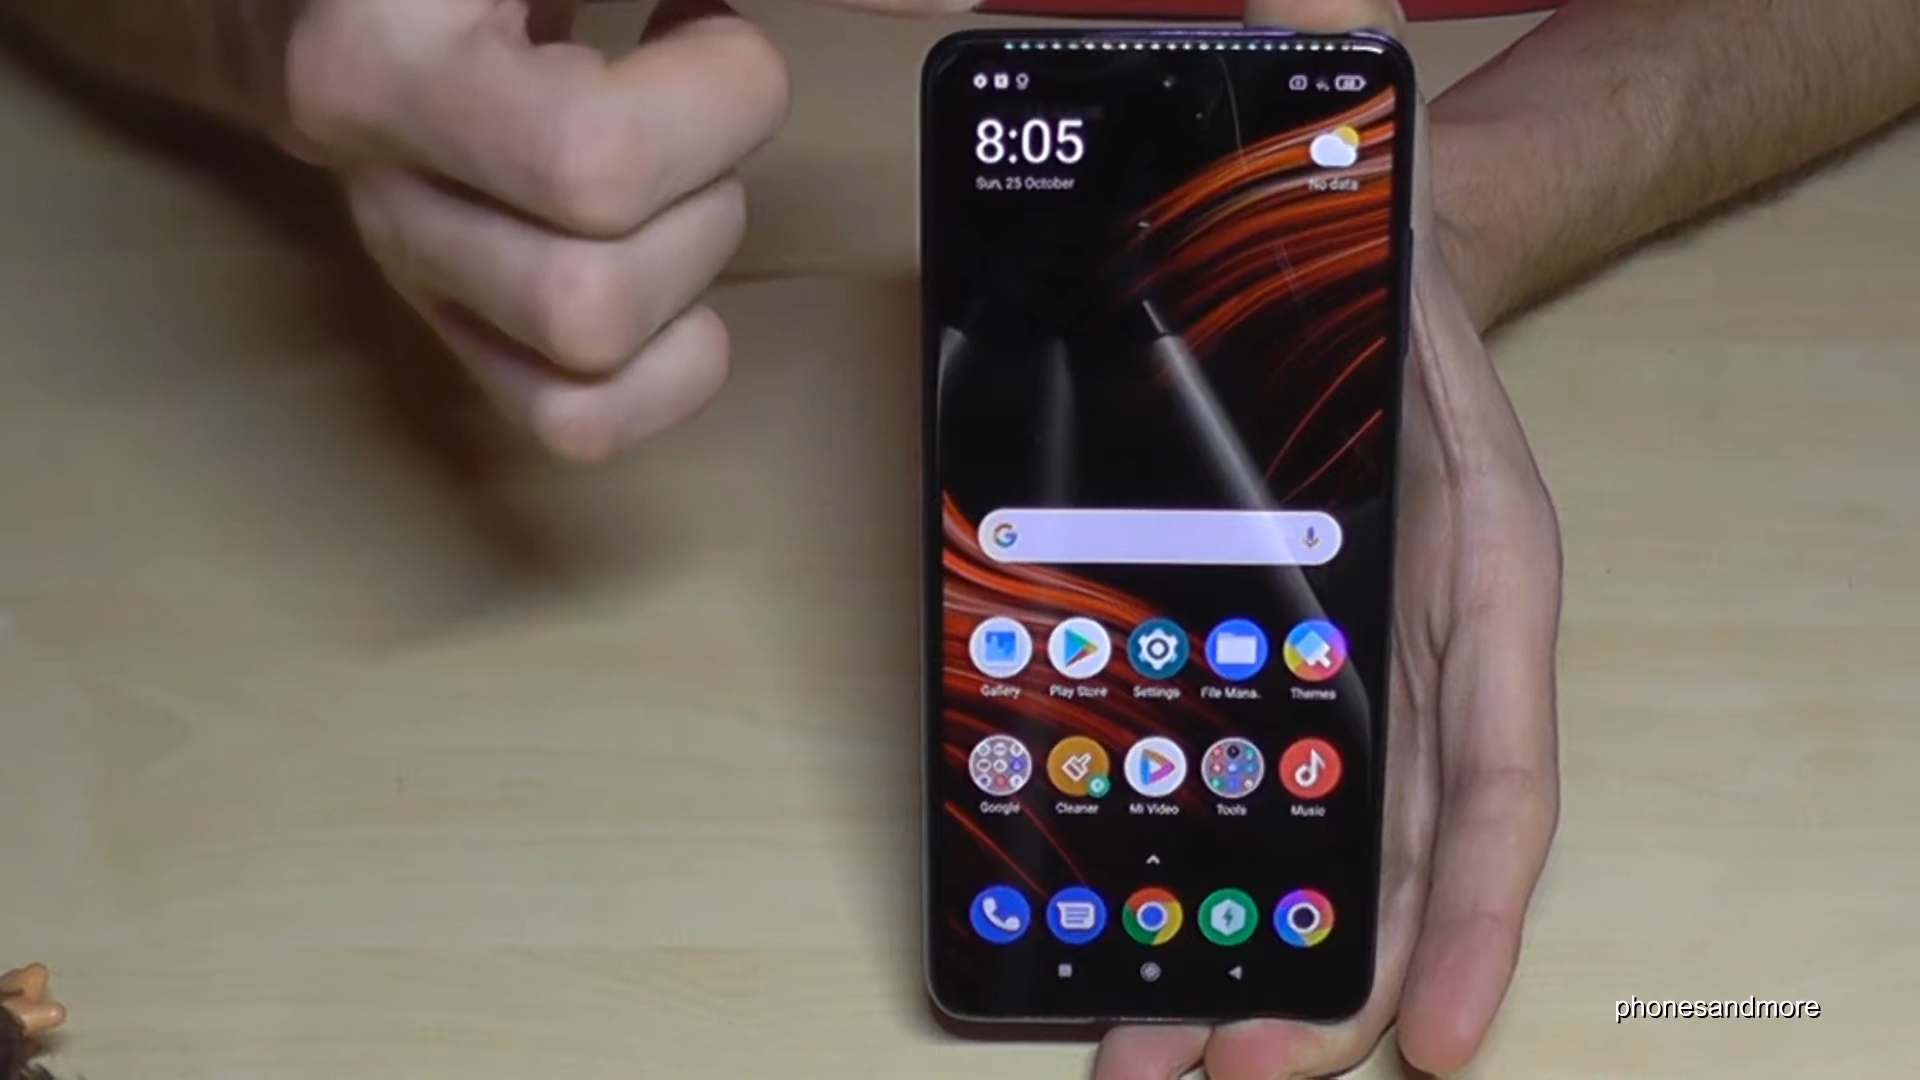 8:05
Sun, 25 October
No data
Gallery Play Store Settings File Mana.. Themes
Google Cleaner Mi Video Tools Music
phonesandmore